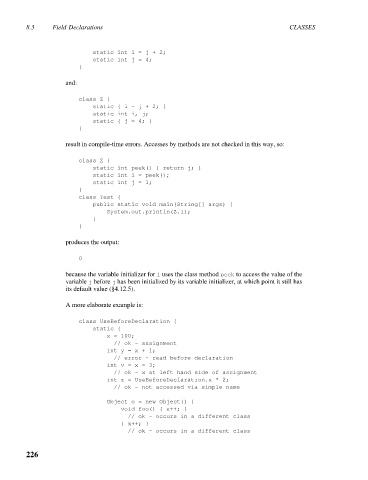 8.3 Field Declarations CLASSES
static int i = j + 2;
static int j = 4;
}
and:
class Z {
static { i = j + 2; }
static int i, j;
static { j = 4; }
}
result in compile-time errors. Accesses by methods are not checked in this way, so:
class Z {
static int peek() { return j; }
static int i = peek();
static int j = 1;
}
class Test {
public static void main(String[] args) {
System.out.println(Z.i);
}
}
produces the output:
0
because the variable initializer for i uses the class method peek to access the value of the
variable j before j has been initialized by its variable initializer, at which point it still has
its default value (§4.12.5).
A more elaborate example is:
class UseBeforeDeclaration {
static {
x = 100;
// ok - assignment
int y = x + 1;
// error - read before declaration
int v = x = 3;
// ok - x at left hand side of assignment
int z = UseBeforeDeclaration.x * 2;
// ok - not accessed via simple name
Object o = new Object() {
void foo() { x++; }
// ok - occurs in a different class
{ x++; }
// ok - occurs in a different class
226